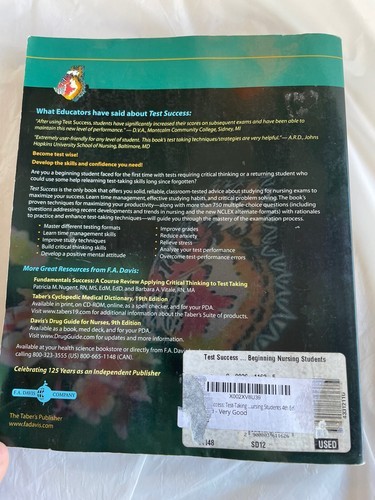 What Educators have said about Test Success:
"After using Test Success, students have significantly increased their scores on subsequent exams and have been able to
maintain this new level of performance." — D.V.A., Montcalm Community College, Sidney, MI
"Extremely user-friendly for any level of student. This book's test taking techniques/strategies are very helpful." — A.R.D., Johns
Hopkins University School of Nursing, Baltimore, MD
Become test wise!
Develop the skills and confidence you need!
Are you a beginning student faced for the first time with tests requiring critical thinking or a returning student who
could use some help relearning test-taking skills long since forgotten?
Test Success is the only book that offers you solid, reliable, classroom-tested advice about studying for nursing exams to
maximize your success. Learn time management, effective studying habits, and critical problem solving. The book's
proven techniques for maximizing your productivity—along with more than 750 multiple-choice questions (including
questions addressing recent developments and trends in nursing and the new NCLEX alternate-formats) with rationales
to practice and enhance test-taking techniques—will guide you through the mastery of the examination process.
• Master different testing formats
• Learn time management skills
• Improve study techniques
• Build critical thinking skills
• Develop a positive mental attitude
• Improve grades
• Reduce anxiety
• Relieve stress
• Analyze your test performance
• Overcome test performance errors
More Great Resources from F.A. Davis:
Fundamentals Success: A Course Review Applying Critical Thinking to Test Taking
Patricia M. Nugent, RN, MS, EdM, EdD, and Barbara A. Vitale, RN, MA
Taber's Cyclopedic Medical Dictionary, 19th Edition
Available in print, on CD-ROM, online, as a spell checker, and for your PDA.
Visit www.tabers19.com for additional information about the Taber's Suite of products.
Davis's Drug Guide for Nurses, 9th Edition
Available as a book, med deck, and for your PDA.
Visit www.DrugGuide.com for updates and more information.
Available at your health science bookstore or directly from F.A. Davis
calling 800-323-3555 (US) 800-665-1148 (CAN).
Celebrating 125 Years as an Independent Publisher
F.A. DAVIS COMPANY
The Taber's Publisher
www.fadavis.com
Test Success ... Beginning Nursing Students
X002XV8U39
Test Taking
Nursing Students 4th Ed
- Very Good
SD12
USED